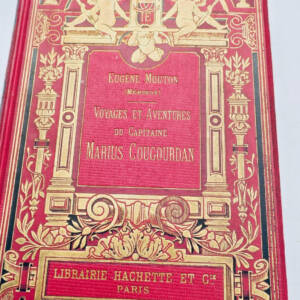 EUGÈNE MOUTON
(MÉRINOS)
VOYAGES ET AVENTURES
DU CAPITAINE
MARIUS COUGOURDAN
LIBRAIRIE HACHETTE ET Cie
PARIS